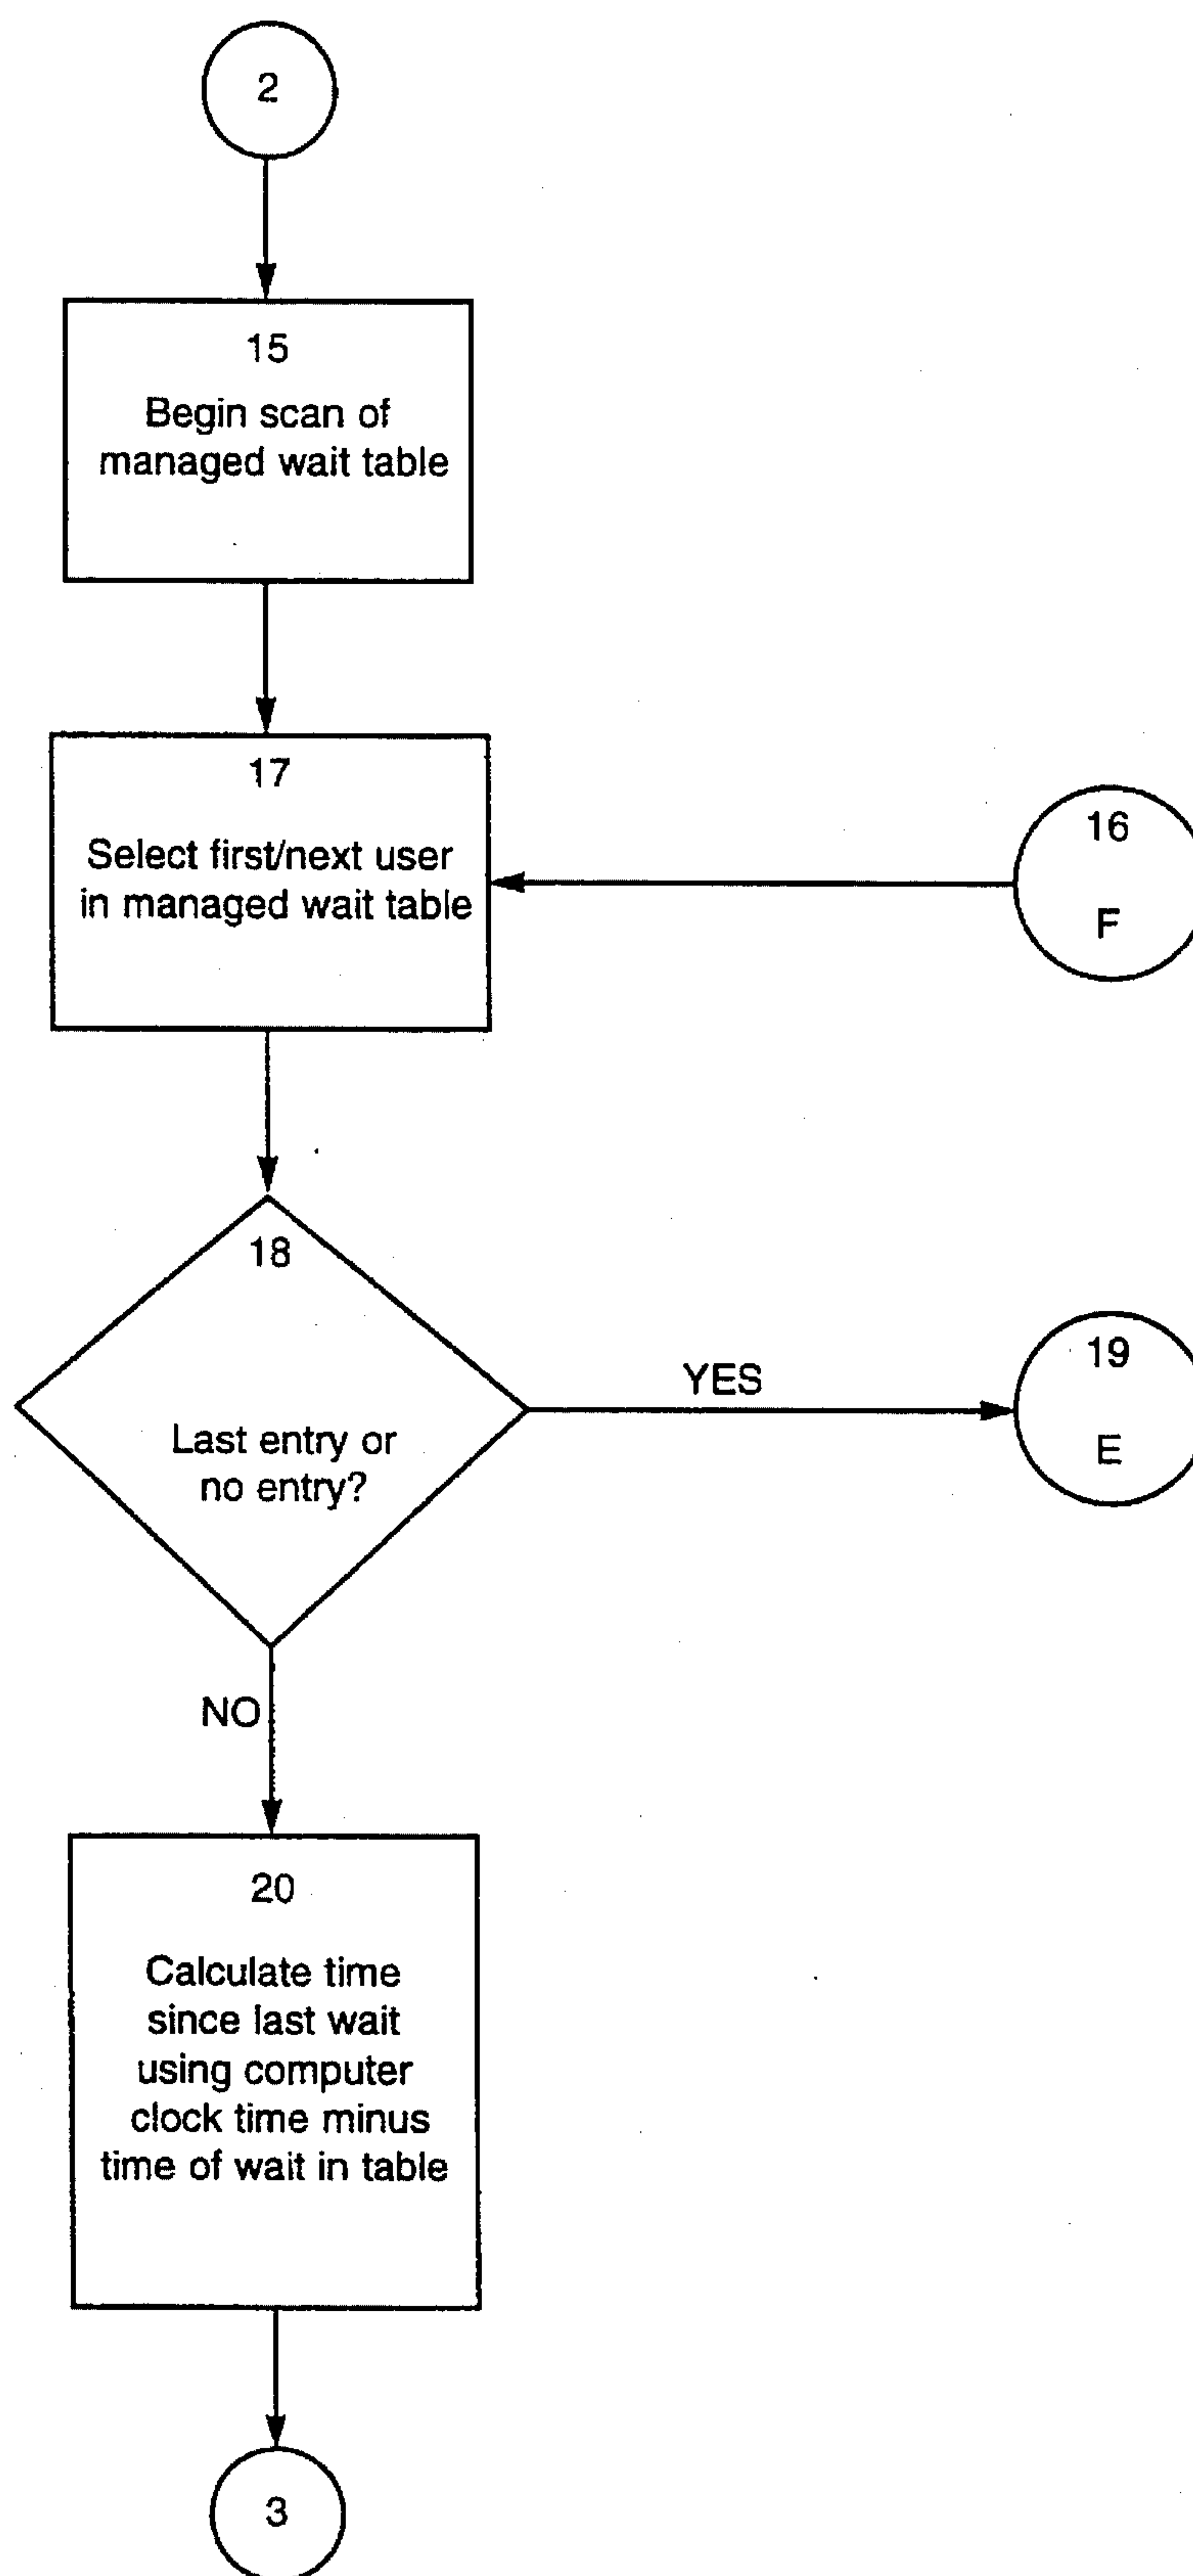 2
15
Begin scan of
managed wait table
17
Select first/next user
in managed wait table
16
F
18
Last entry or
no entry?
YES
19
E
NO
20
Calculate time
since last wait
using computer
clock time minus
time of wait in table
3